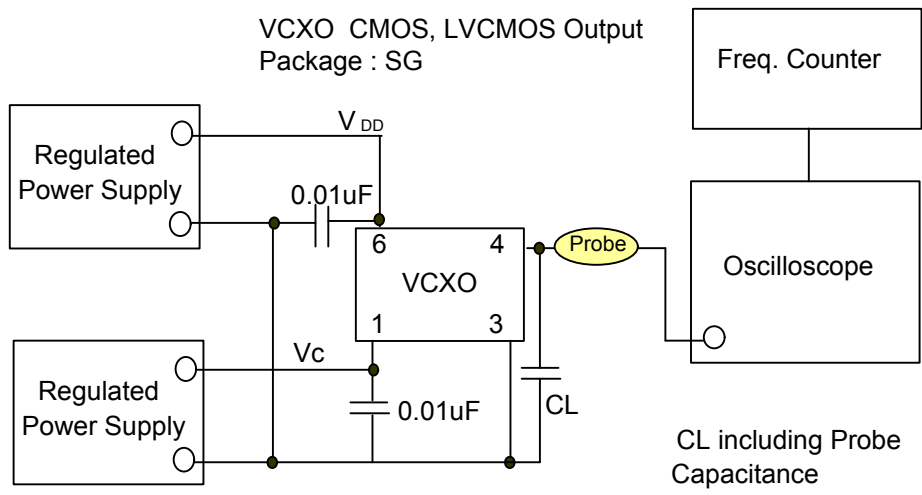 VCXO CMOS, LVCMOS Output
Package : SG
Freq. Counter
VDD
Regulated
Power Supply
0.01uF
6
4
Probe
VCXO
Oscilloscope
1
3
Vc
Regulated
Power Supply
0.01uF
CL
CL including Probe
Capacitance